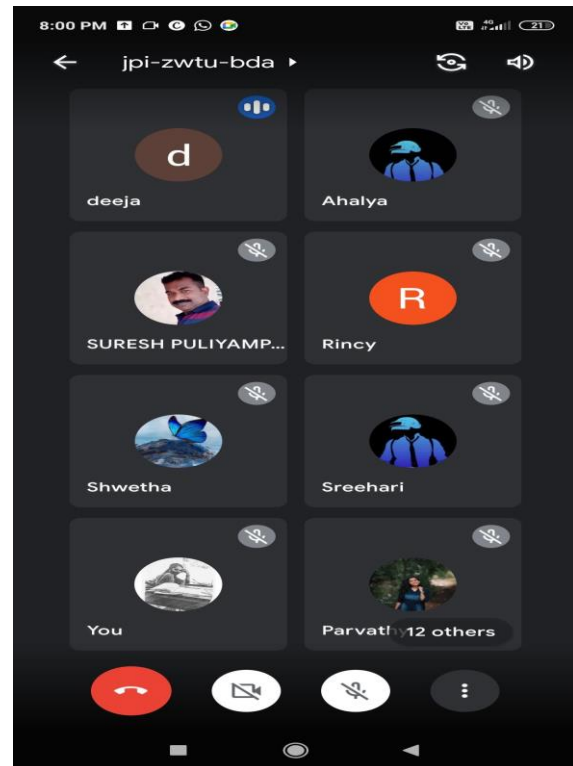 8:00 PM 21
jpi-zwtu-bda
d
deeja
Ahalya
SURESH PULIYAMP...
R
Rincy
Shwetha
Sreehari
You
Parvathy 12 others